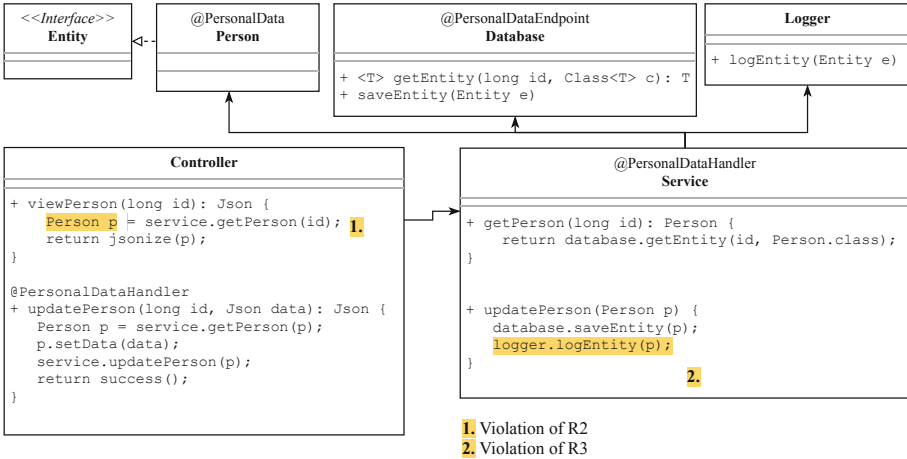 <<Interface>>
Entity
@PersonalData
Person
@PersonalDataEndpoint
Database
+ <T> getEntity(long id, Class<T> c): T
+ saveEntity(Entity e)
Logger
+ logEntity(Entity e)
Controller
+ viewPerson(long id): Json {
Person p = service.getPerson(id);
1.
return jsonize(p);
}
@PersonalDataHandler
+ updatePerson(long id, Json data): Json {
Person p = service.getPerson(p);
p.setData(data);
service.updatePerson(p);
return success();
}
@PersonalDataHandler
Service
+ getPerson(long id): Person {
return database.getEntity(id, Person.class);
}
+ updatePerson(Person p) {
database.saveEntity(p);
logger.logEntity(p);
}
2.
1. Violation of R2
2. Violation of R3